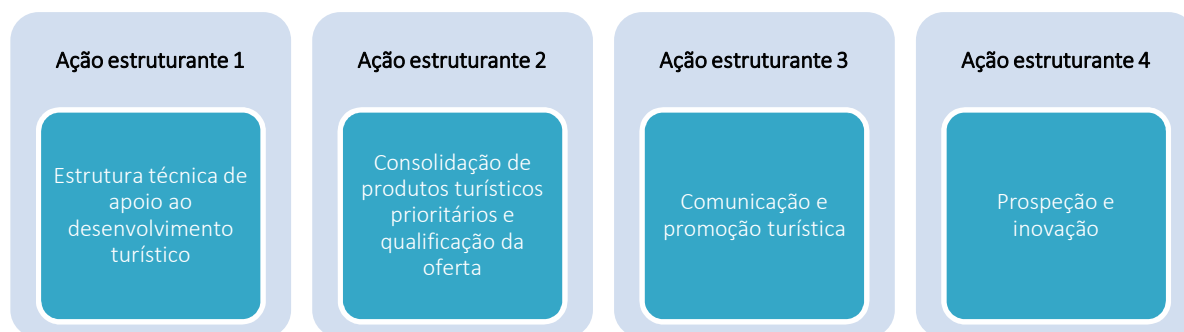 Ação estruturante 1
Estrutura técnica de
apoio ao
desenvolvimento
turístico
Ação estruturante 2
Consolidação de
produtos turísticos
prioritários e
qualificação da
oferta
Ação estruturante 3
Comunicação e
promoção turística
Ação estruturante 4
Prospeção e
inovação